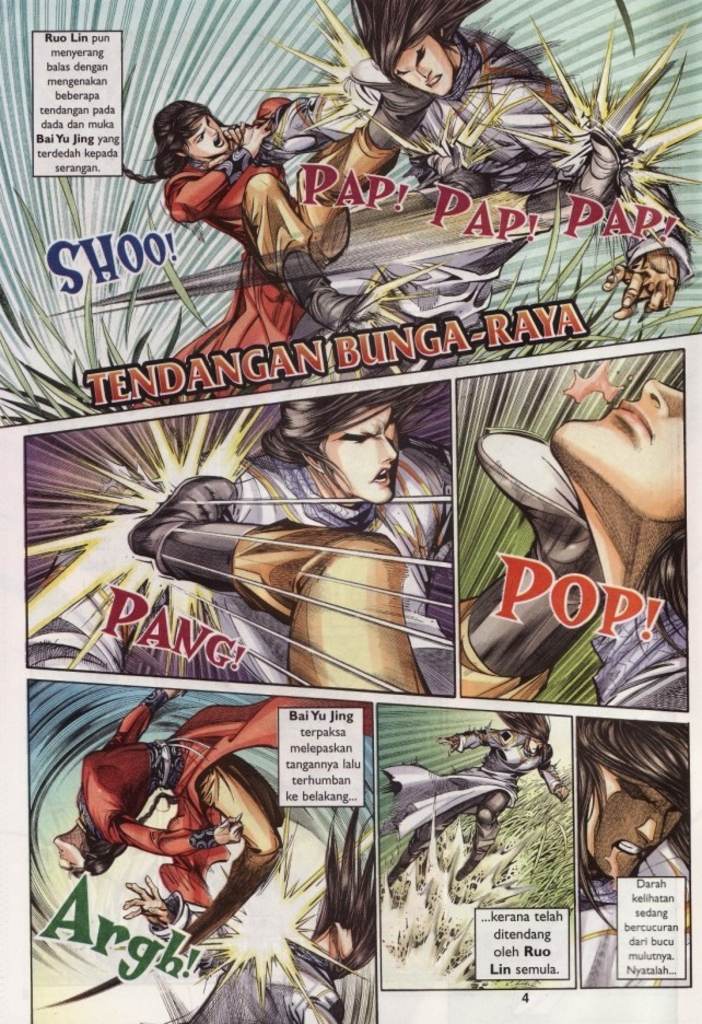 Ruo Lin pun
menyerang
balas dengan
mengenakan
beberapa
tendangan pada
dada dan muka
Bai Yu Jing yang
terdedah kepada
serangan.
PAP! PAP! PAP!
SHOO!
TENDANGAN BUNGA-RAYA
PANG!
POP!
Bai Yu Jing
terpaksa
melepaskan
tangannya lalu
terhumban
ke belakang...
Argh!
...kerana telah
ditendang
oleh Ruo
Lin semula.
Darah
kelihatan
sedang
bercucuran
dari bucu
mulutnya.
Nyatalah...
4